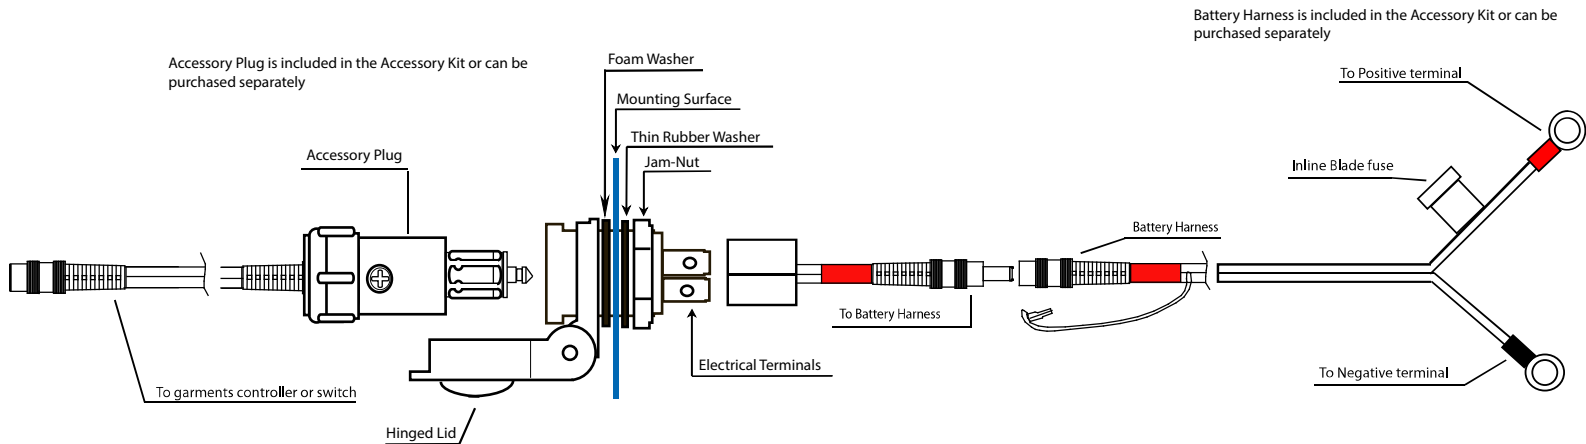 Battery Harness is included in the Accessory Kit or can be
purchased separately
Accessory Plug is included in the Accessory Kit or can be
purchased separately
Foam Washer
To Positive terminal
Mounting Surface
Thin Rubber Washer
Accessory Plug
Jam-Nut
Inline Blade fuse
Battery Harness
To Battery Harness
Electrical Terminals
To Negative terminal
To garments controller or switch
Hinged Lid